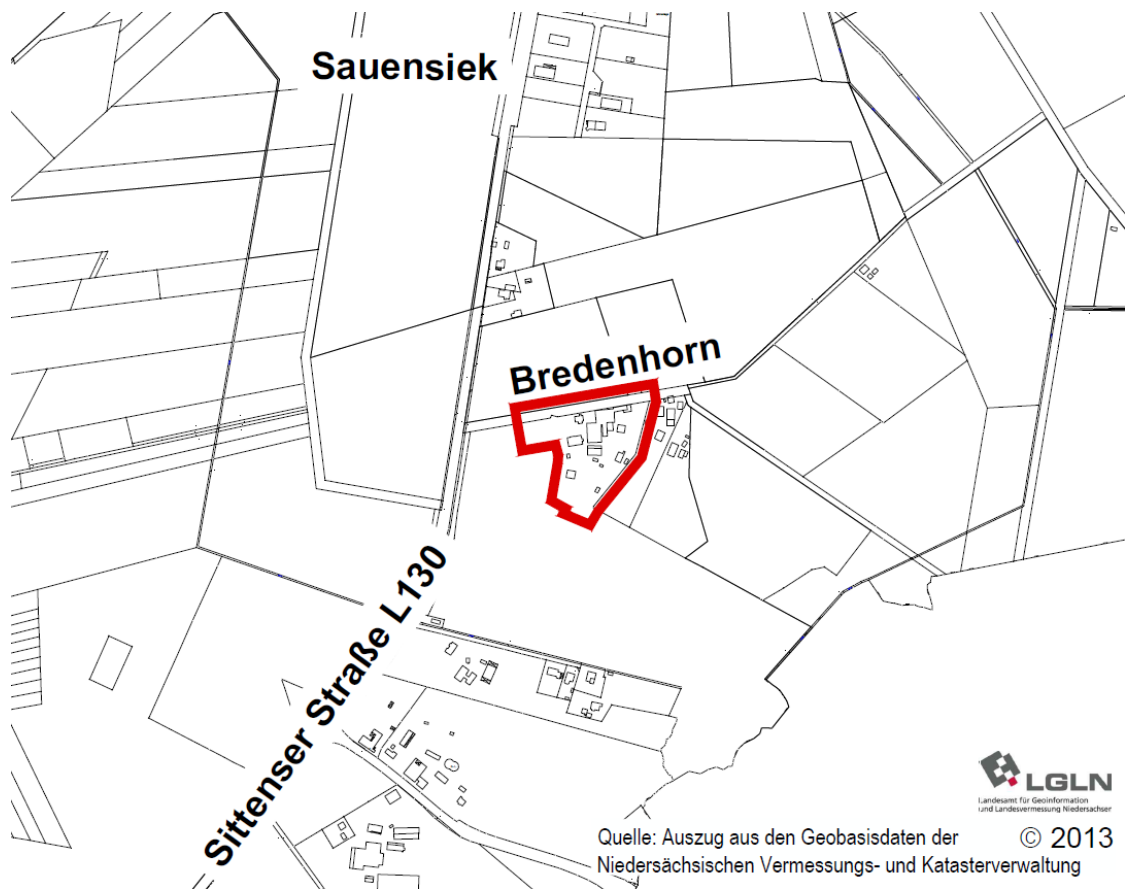 Sauensiek
Bredenhorn
Sittenser Straße L130
LGLN
Landesamt für Geoinformation
und Landesvermessung Niedersachsen
Quelle: Auszug aus den Geobasisdaten der © 2013
Niedersächsischen Vermessungs- und Katasterverwaltung